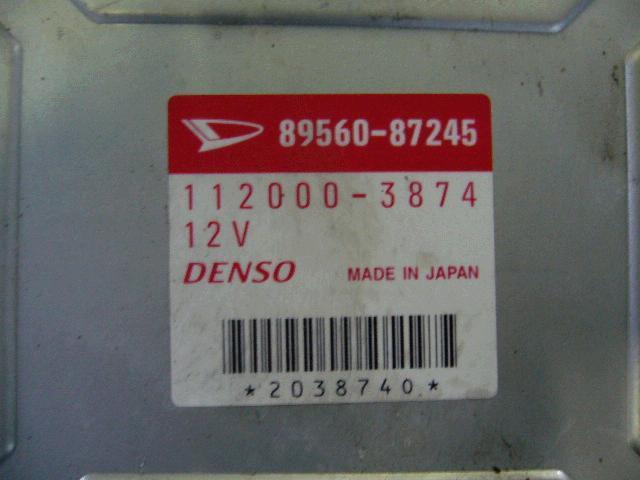 89560-87245
112000-3874
12V
DENSO MADE IN JAPAN
*2038740*